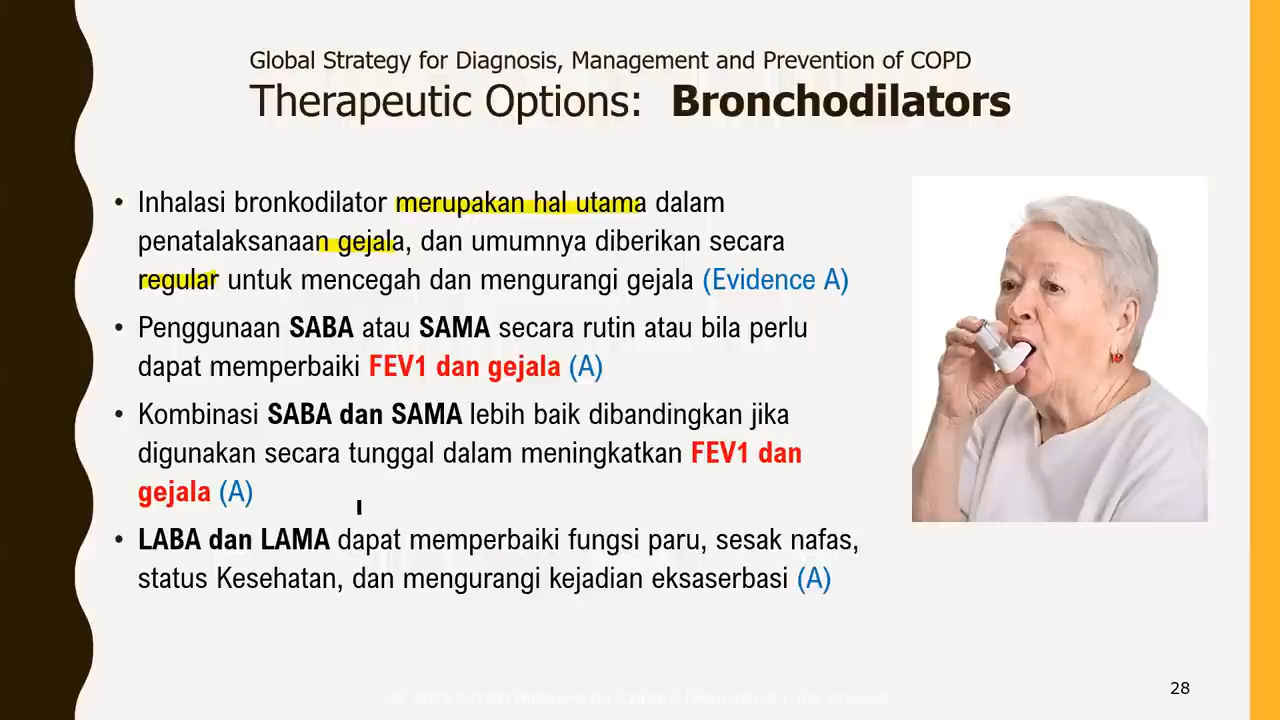 Global Strategy for Diagnosis, Management and Prevention of COPD
Therapeutic Options: Bronchodilators
• Inhalasi bronkodilator merupakan hal utama dalam
penatalaksanaan gejala, dan umumnya diberikan secara
regular untuk mencegah dan mengurangi gejala (Evidence A)
• Penggunaan SABA atau SAMA secara rutin atau bila perlu
dapat memperbaiki FEV1 dan gejala (A)
• Kombinasi SABA dan SAMA lebih baik dibandingkan jika
digunakan secara tunggal dalam meningkatkan FEV1 dan
gejala (A)
• LABA dan LAMA dapat memperbaiki fungsi paru, sesak nafas,
status Kesehatan, dan mengurangi kejadian eksaserbasi (A)
28